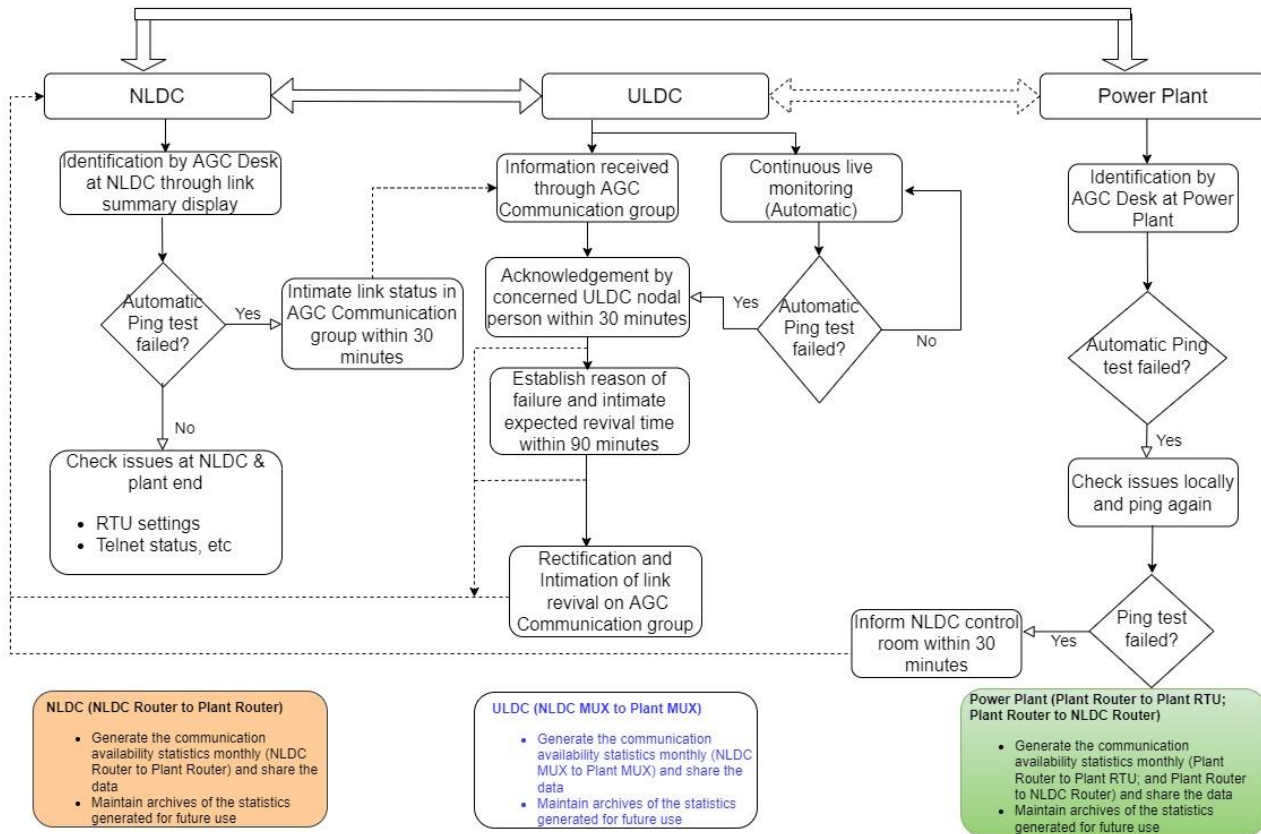 NLDC
ULDC
Power Plant
Identification by AGC Desk
at NLDC through link
summary display
Information received
through AGC
Communication group
Continuous live
monitoring
(Automatic)
Identification by
AGC Desk at Power
Plant
Automatic
Ping test
failed?
Yes
Intimate link status in
AGC Communication
group within 30
minutes
Acknowledgement by
concerned ULDC nodal
person within 30 minutes
Yes
Automatic
Ping test
failed?
No
Automatic Ping
test failed?
No
Establish reason of
failure and intimate
expected revival time
within 90 minutes
Yes
Check issues at NLDC &
plant end
• RTU settings
• Telnet status, etc
Check issues locally
and ping again
Rectification and
Intimation of link
revival on AGC
Communication group
Inform NLDC control
room within 30
minutes
Yes
Ping test
failed?
NLDC (NLDC Router to Plant Router)
• Generate the communication
availability statistics monthly (NLDC
Router to Plant Router) and share the
data
• Maintain archives of the statistics
generated for future use
ULDC (NLDC MUX to Plant MUX)
• Generate the communication
availability statistics monthly (NLDC
MUX to Plant MUX) and share the
data
• Maintain archives of the statistics
generated for future use
Power Plant (Plant Router to Plant RTU;
Plant Router to NLDC Router)
• Generate the communication
availability statistics monthly (Plant
Router to Plant RTU; and Plant Router
to NLDC Router) and share the data
• Maintain archives of the statistics
generated for future use